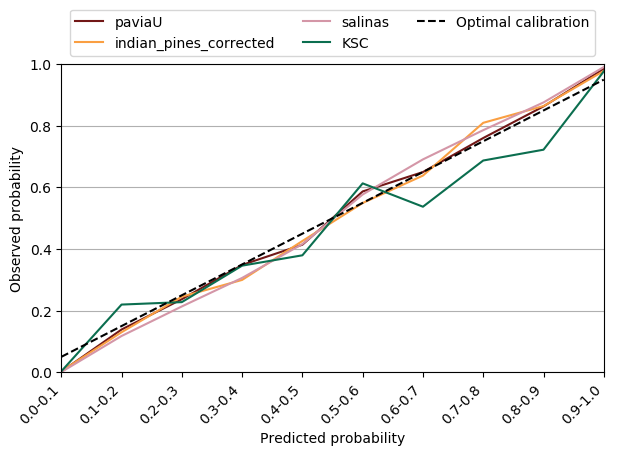 paviaU
indian_pines_corrected
salinas
KSC
Optimal calibration
1.0
0.8
0.6
0.4
0.2
0.0
Observed probability
0.0-0.1
0.1-0.2
0.2-0.3
0.3-0.4
0.4-0.5
0.5-0.6
0.6-0.7
0.7-0.8
0.8-0.9
0.9-1.0
Predicted probability